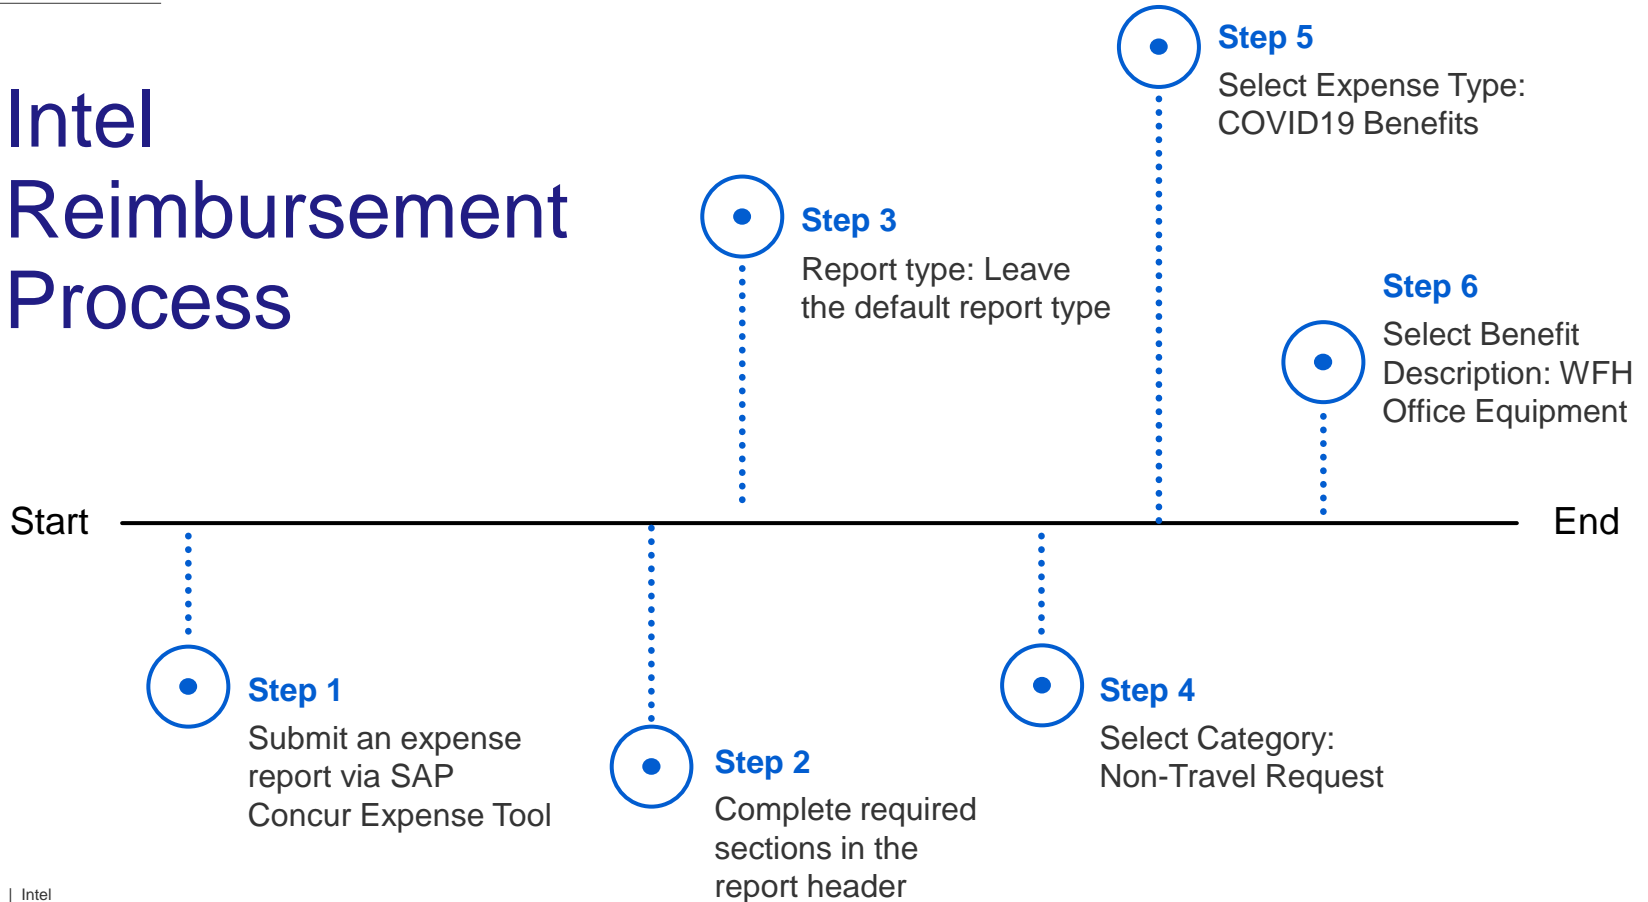 Intel
Reimbursement
Process
Start
End
Step 1
Submit an expense
report via SAP
Concur Expense Tool
Step 2
Complete required
sections in the
report header
Step 3
Report type: Leave
the default report type
Step 4
Select Category:
Non-Travel Request
Step 5
Select Expense Type:
COVID19 Benefits
Step 6
Select Benefit
Description: WFH
Office Equipment
| Intel